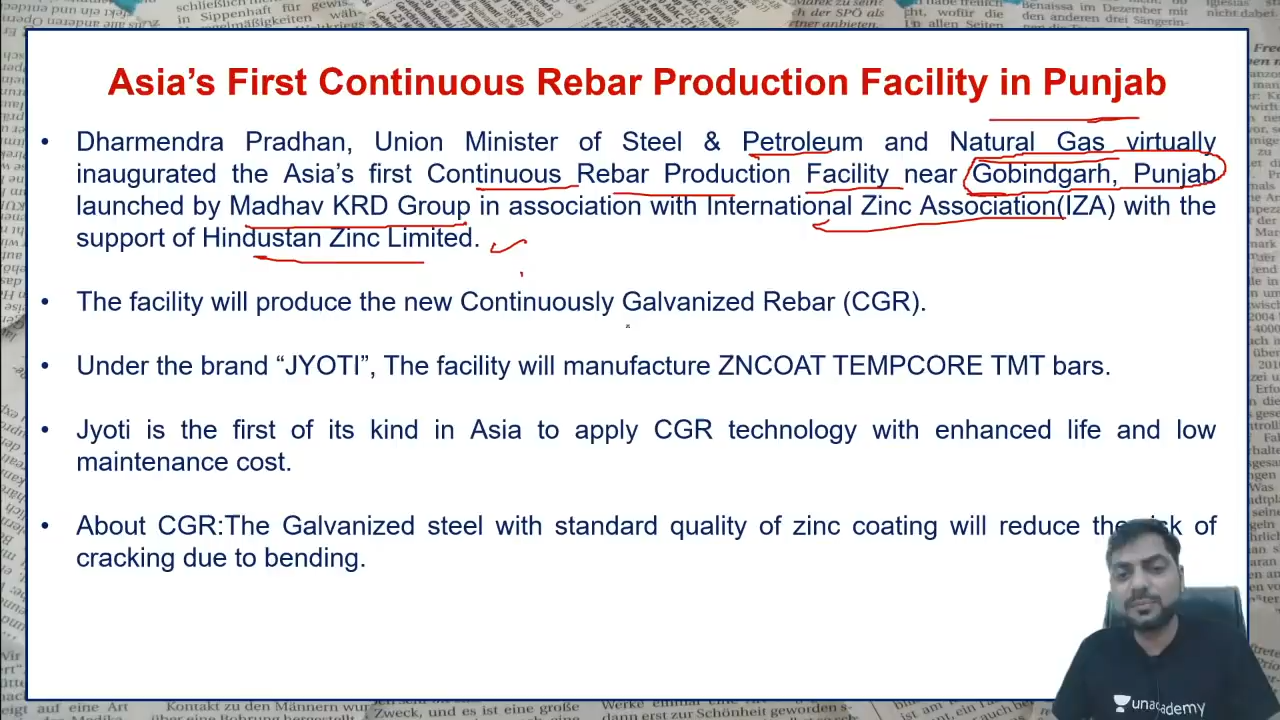 Asia's First Continuous Rebar Production Facility in Punjab
• Dharmendra Pradhan, Union Minister of Steel & Petroleum and Natural Gas virtually
inaugurated the Asia's first Continuous Rebar Production Facility near Gobindgarh, Punjab
launched by Madhav KRD Group in association with International Zinc Association(IZA) with the
support of Hindustan Zinc Limited.
• The facility will produce the new Continuously Galvanized Rebar (CGR).
• Under the brand “JYOTI”, The facility will manufacture ZNCOAT TEMPCORE TMT bars.
• Jyoti is the first of its kind in Asia to apply CGR technology with enhanced life and low
maintenance cost.
• About CGR:The Galvanized steel with standard quality of zinc coating will reduce the risk of
cracking due to bending.
unacademy